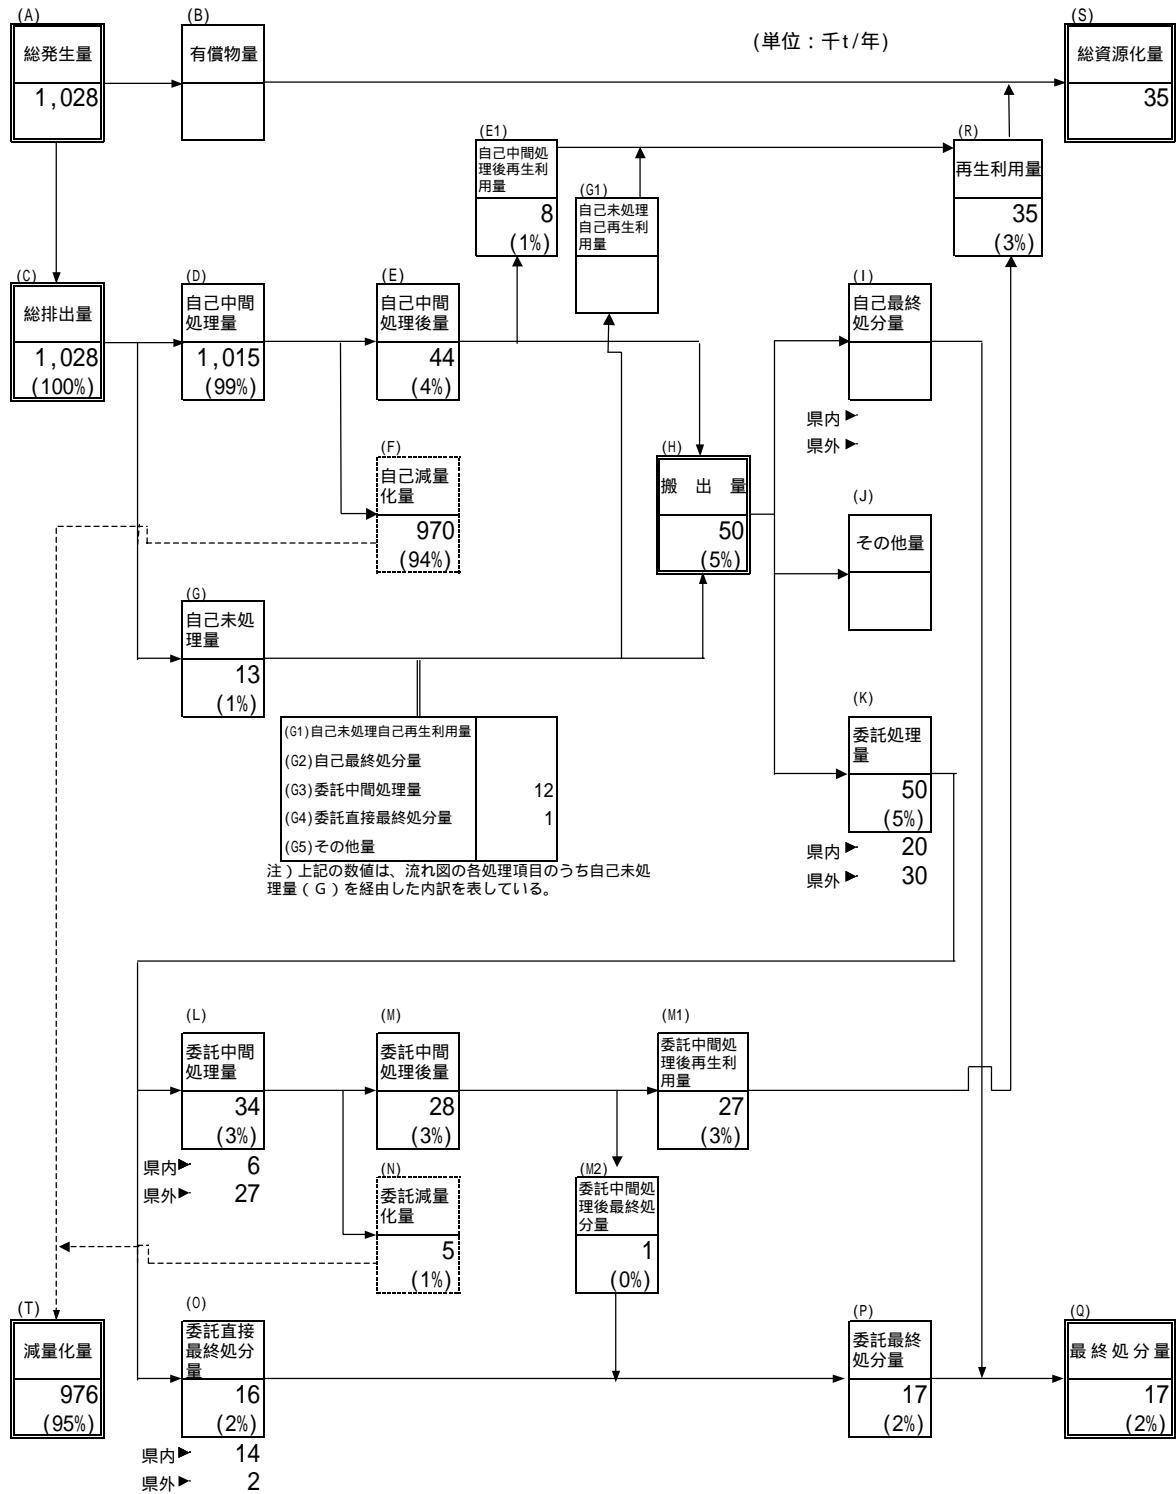 (A)
総発生量
1,028
(B)
有償物量
(単位：千t/年)
(S)
総資源化量
35
(E1)
自己中間処
理後再生利
用量
8
(1%)
(G1)
自己未処理
自己再生利
用量
(R)
再生利用量
35
(3%)
(C)
総排出量
1,028
(100%)
(D)
自己中間
処理量
1,015
(99%)
(E)
自己中間
処理後量
44
(4%)
(I)
自己最終
処分量
県内▶
県外▶
(F)
自己減量
化量
970
(94%)
(H)
搬 出 量
50
(5%)
(J)
その他量
(G)
自己未処
理量
13
(1%)
(G1)自己未処理自己再生利用量
(G2)自己最終処分量
(G3)委託中間処理量 12
(G4)委託直接最終処分量 1
(G5)その他量
注）上記の数値は、流れ図の各処理項目のうち自己未処
理量（G）を経由した内訳を表している。
(K)
委託処理
量
50
(5%)
県内▶ 20
県外▶ 30
(L)
委託中間
処理量
34
(3%)
県内▶ 6
県外▶ 27
(M)
委託中間
処理後量
28
(3%)
(M1)
委託中間処
理後再生利
用量
27
(3%)
(N)
委託減量
化量
5
(1%)
(M2)
委託中間処
理後最終処
分量
1
(0%)
(T)
減量化量
976
(95%)
(O)
委託直接
最終処分
量
16
(2%)
県内▶ 14
県外▶ 2
(P)
委託最終
処分量
17
(2%)
(Q)
最終処分量
17
(2%)